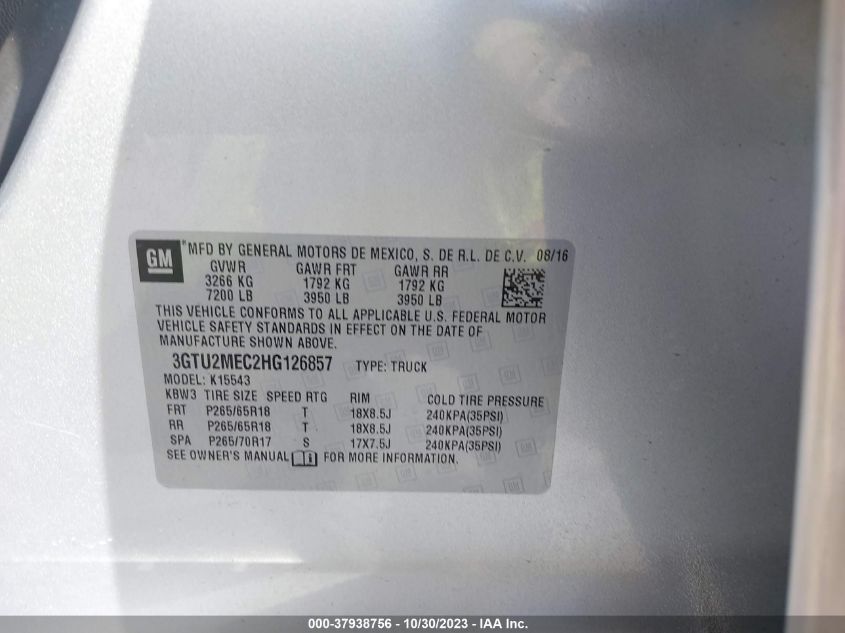 GM
*MFD BY GENERAL MOTORS DE MEXICO, S. DE R.L. DE C.V. 08/16
GVWR GAWR FRT GAWR RR
3266 KG 1792 KG 1792 KG
7200 LB 3950 LB 3950 LB
THIS VEHICLE CONFORMS TO ALL APPLICABLE U.S. FEDERAL MOTOR
VEHICLE SAFETY STANDARDS IN EFFECT ON THE DATE OF
MANUFACTURE SHOWN ABOVE.
3GTU2MEC2HG126857 TYPE: TRUCK
MODEL: K15543
KBW3 TIRE SIZE SPEED RTG RIM COLD TIRE PRESSURE
FRT P265/65R18 T 18X8.5J 240KPA(35PSI)
RR P265/65R18 T 18X8.5J 240KPA(35PSI)
SPA P265/70R17 S 17X7.5J 240KPA(35PSI)
SEE OWNER'S MANUAL FOR MORE INFORMATION.
000-37938756 - 10/30/2023 - IAA Inc.